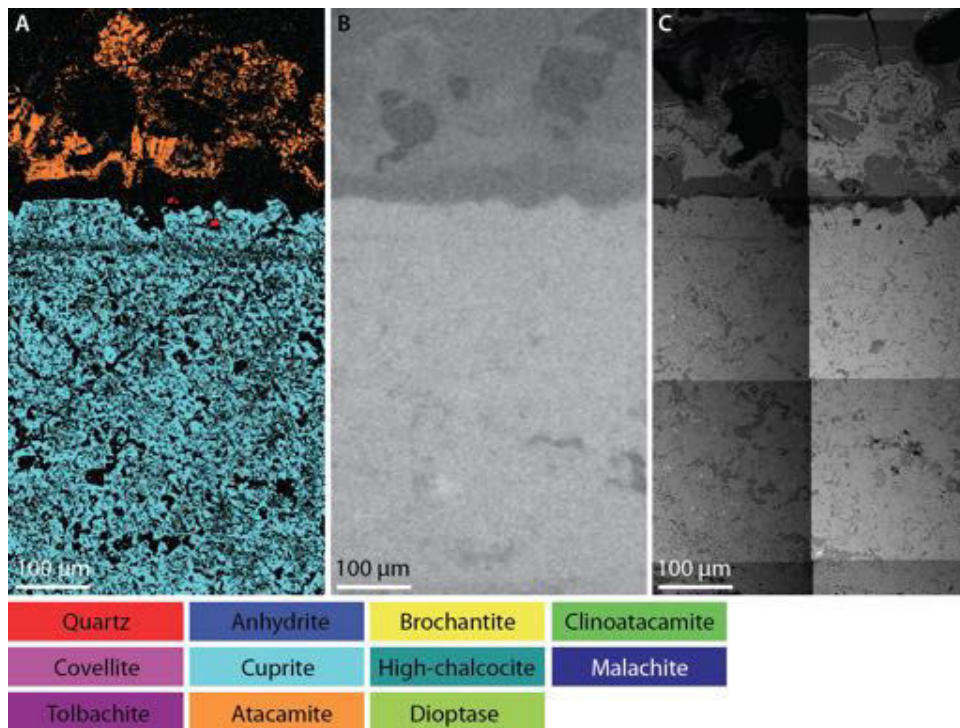 A B C
100 µm 100 µm 100 µm
Quartz Anhydrite Brochantite Clinoatacamite
Covellite Cuprite High-chalcocite Malachite
Tolbachite Atacamite Dioptase